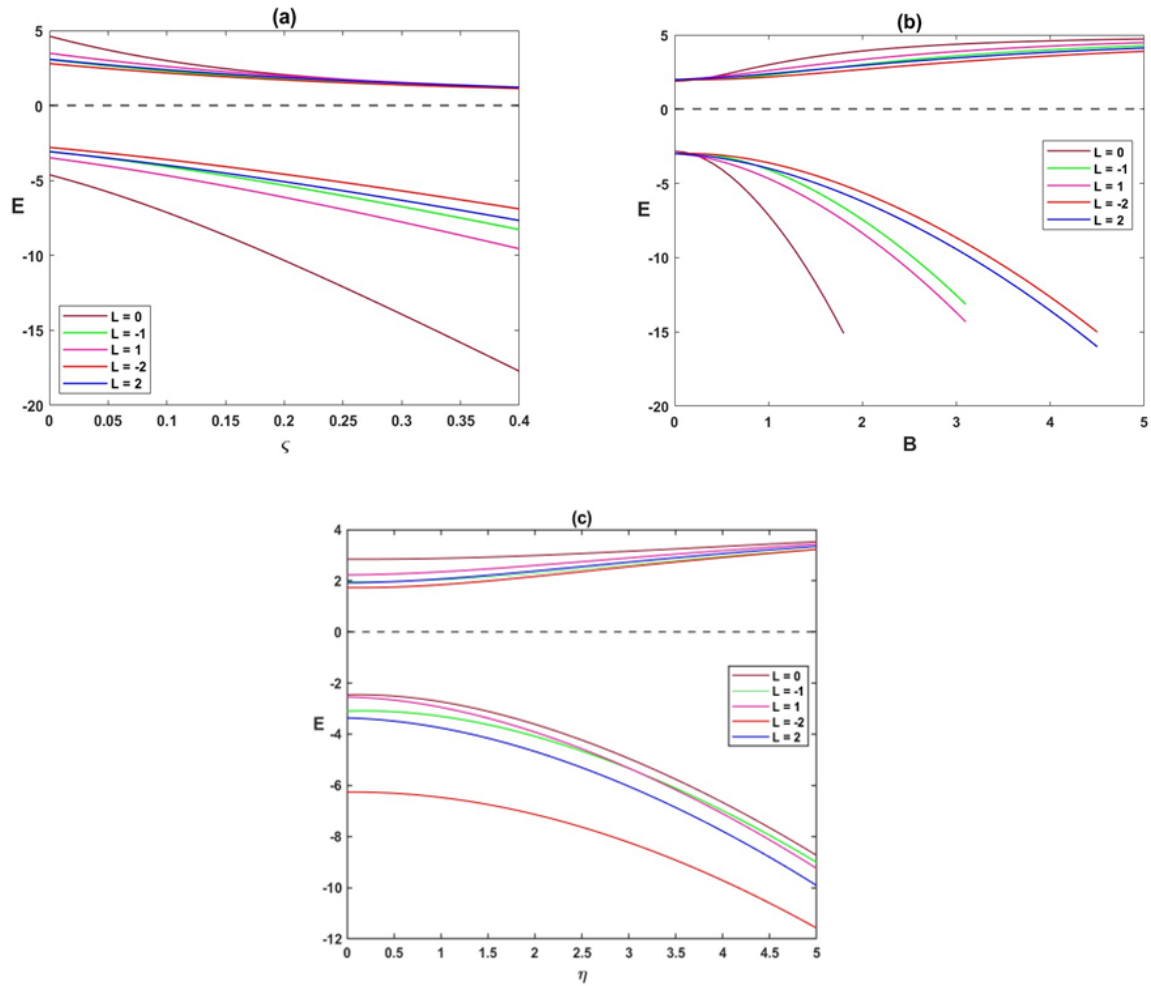 (a)
5
0
-5
-10
-15
-20
E
L = 0
L = -1
L = 1
L = -2
L = 2
0 0.05 0.1 0.15 0.2 0.25 0.3 0.35 0.4
ς
(b)
5
0
-5
-10
-15
-20
E
L = 0
L = -1
L = 1
L = -2
L = 2
0 1 2 3 4 5
B
(c)
4
2
0
-2
-4
-6
-8
-10
-12
E
L = 0
L = -1
L = 1
L = -2
L = 2
0 0.5 1 1.5 2 2.5 3 3.5 4 4.5 5
η